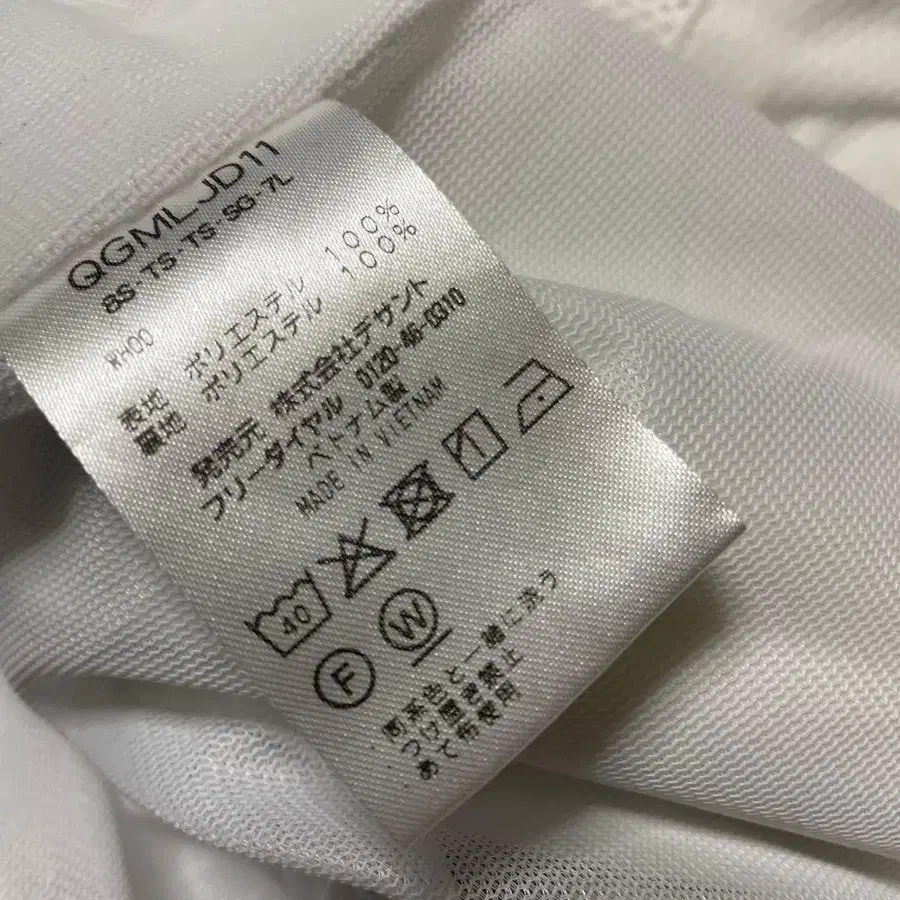 QGMLJD11
8S-TS-TS-SG-7L
WH00
表地 ポリエステル 100%
裏地 ポリエステル 100%
発売元 株式会社デサント
フリーダイヤル 0120-46-0310
ベトナム製
MADE IN VIETNAM
40
F W
同系色と一緒に洗う
つけ置き禁止
あて布使用